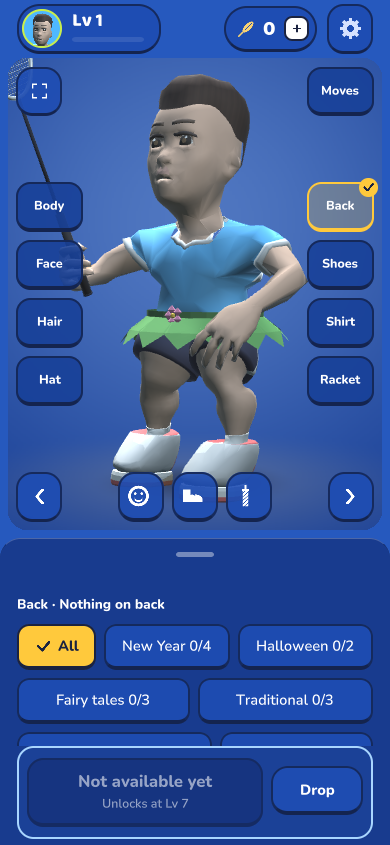 Lv 1
0
+
Moves
Body
Back
Face
Shoes
Hair
Shirt
Hat
Racket
Back · Nothing on back
All
New Year 0/4
Halloween 0/2
Fairy tales 0/3
Traditional 0/3
Not available yet
Unlocks at Lv 7
Drop